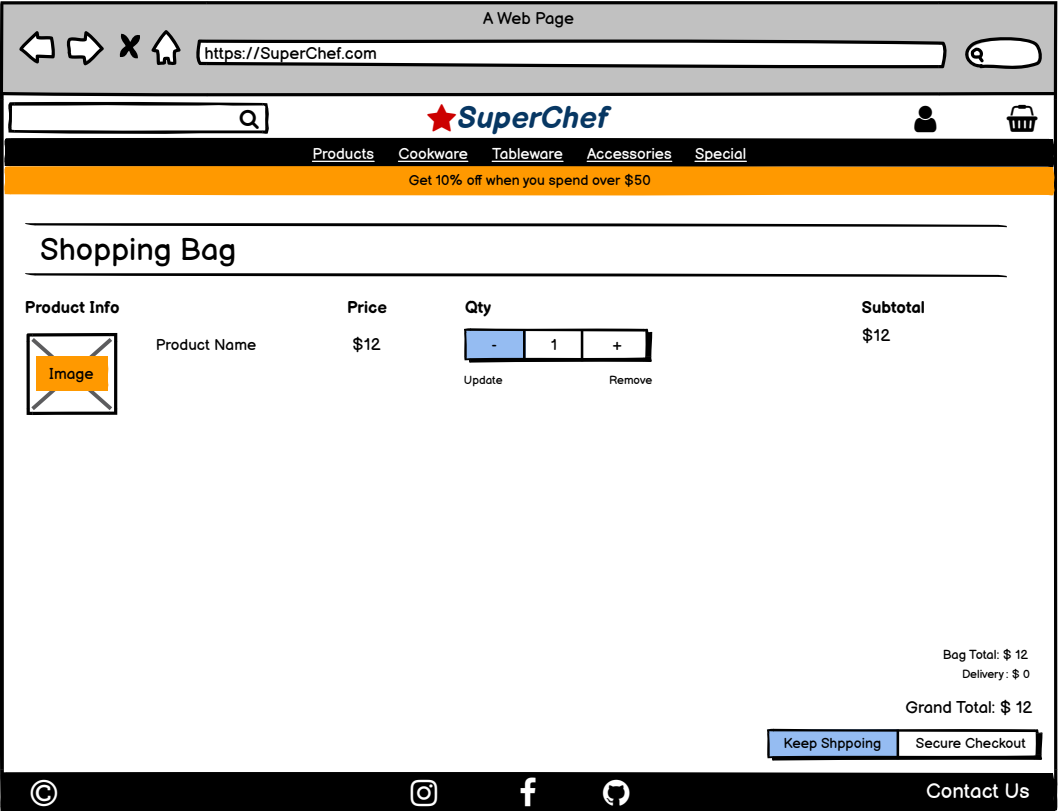 A Web Page
https://SuperChef.com
SuperChef
Products Cookware Tableware Accessories Special
Get 10% off when you spend over $50
Shopping Bag
Product Info Price Qty Subtotal
Image Product Name $12 - 1 + $12
Update Remove
Bag Total: $ 12
Delivery: $ 0
Grand Total: $ 12
Keep Shppoing Secure Checkout
© Contact Us